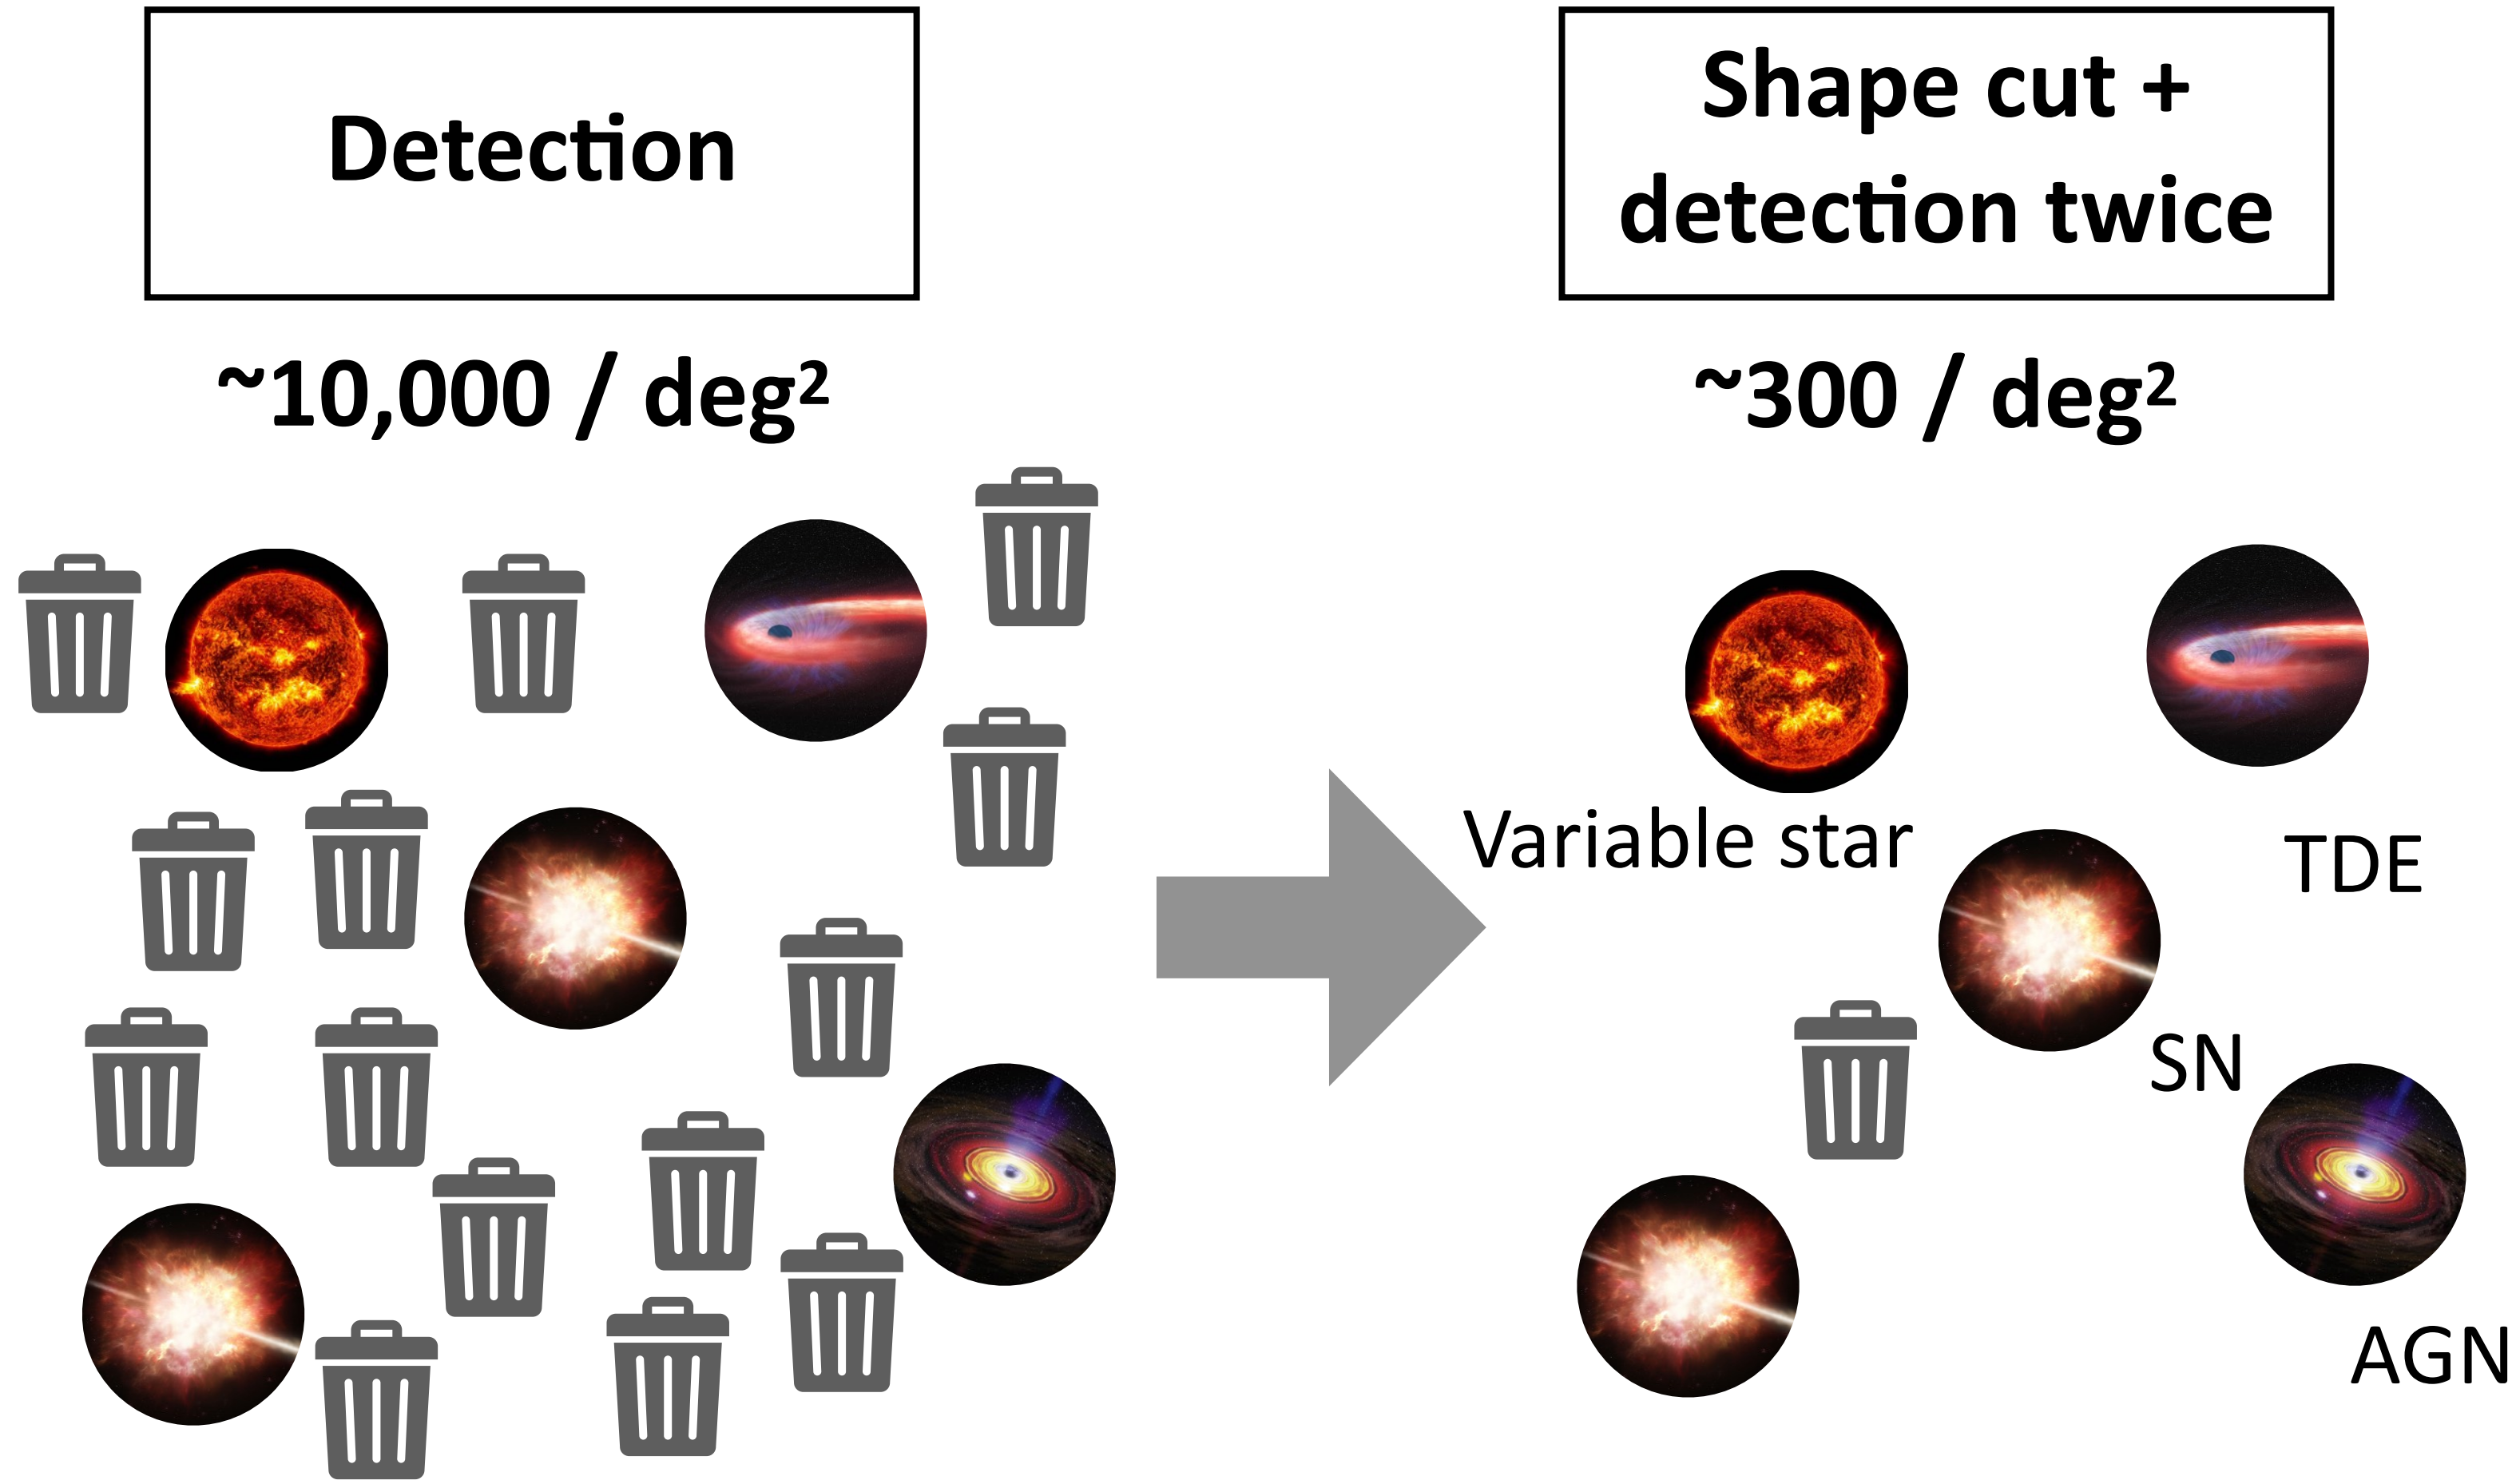 Detection
~10,000 / deg²
Shape cut +
detection twice
~300 / deg²
Variable star
TDE
SN
AGN